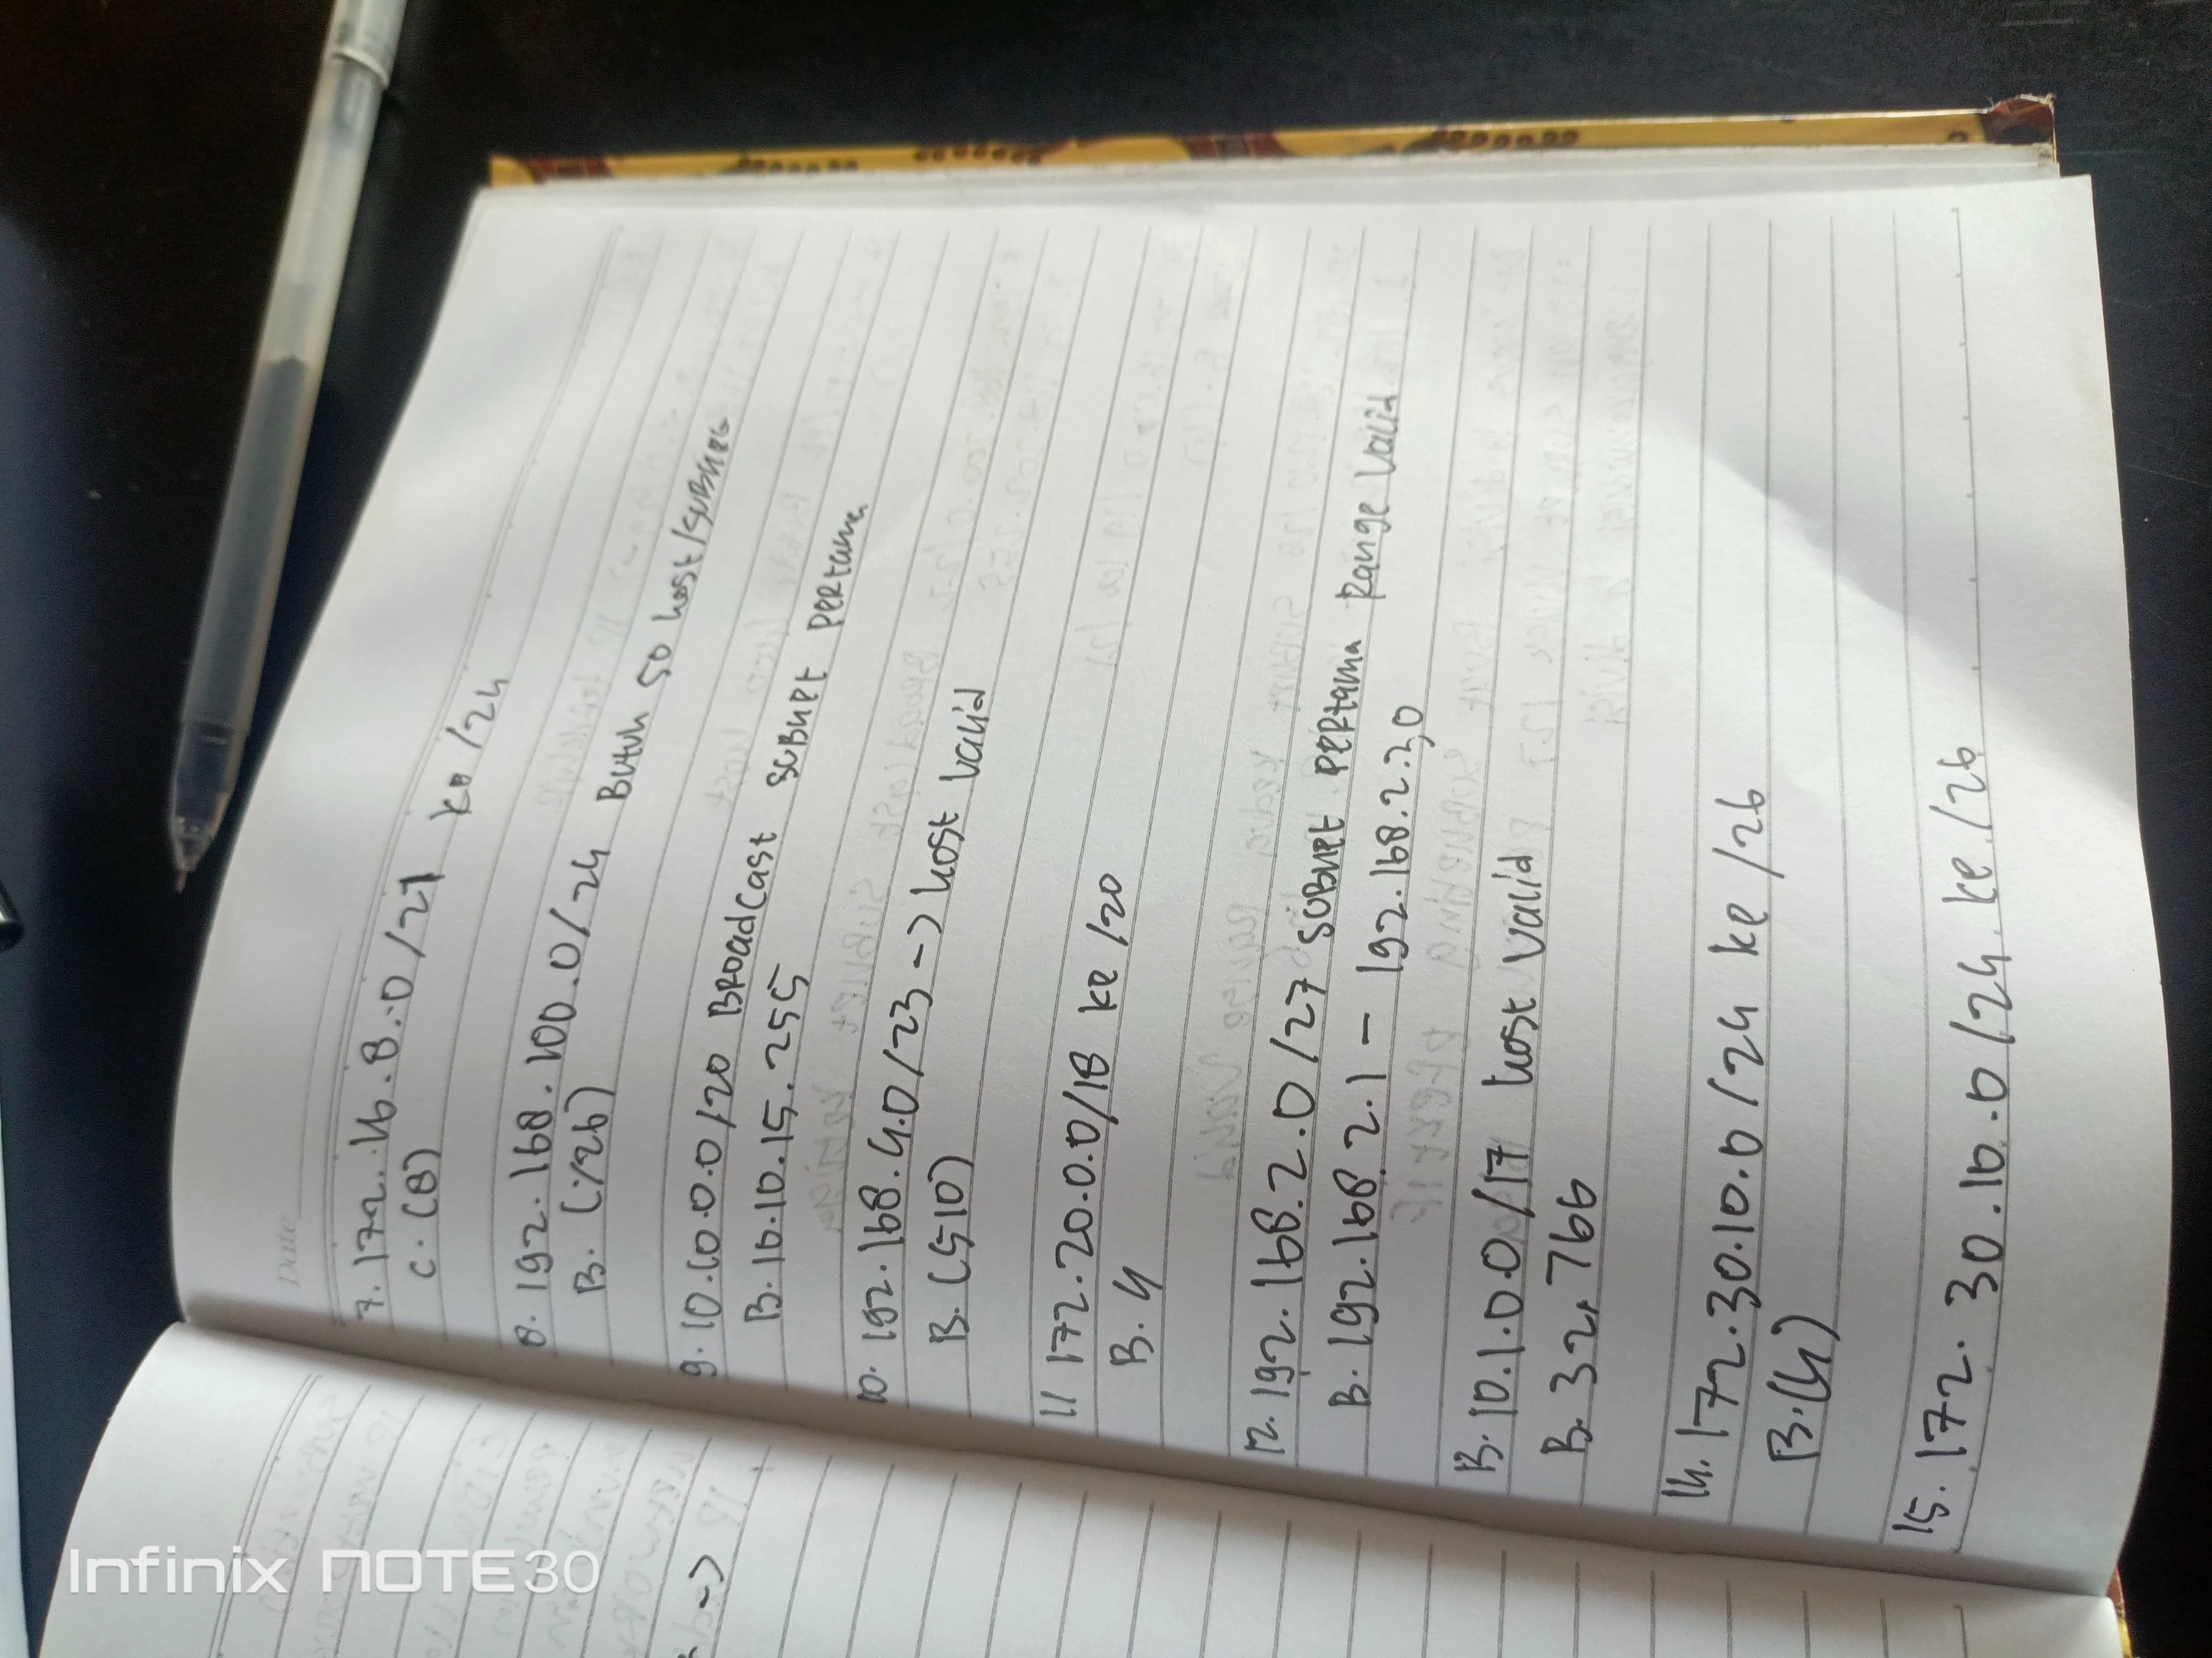 Date
7. 172.16.8.0/21 ke /24
C. (8)
8. 192.168.100.0/24 Butuh 50 host/subnet
B. (/26)
9. 10.10.0.0/20 Broadcast subnet pertama
B. 10.10.15.255
10. 192.168.4.0/23 -> host valid
B. (510)
11 172.20.0.0/18 ke /20
B. 4
12. 192.168.2.0/27 subnet pertama Range valid
B. 192.168.2.1 - 192.168.2.30
13. 10.1.0.0/17 host valid
B. 32,766
14. 172.30.10.0/24 ke /26
B. (4)
15. 172.30.10.0/24 ke /26
->
Infinix NOTE 30